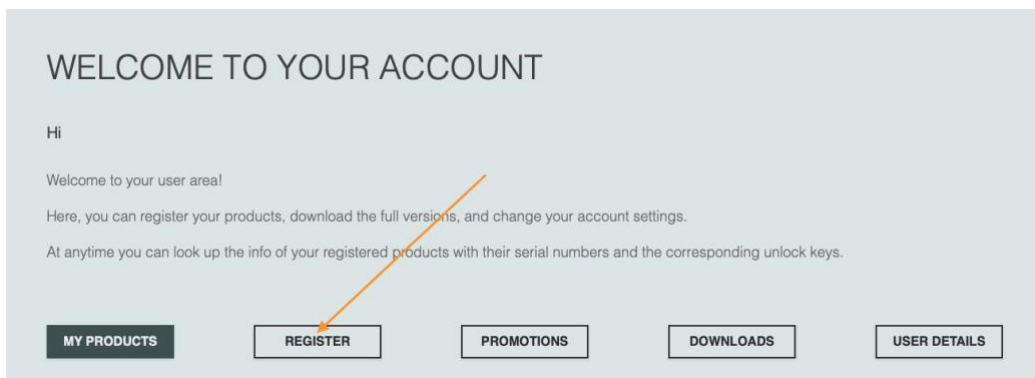 WELCOME TO YOUR ACCOUNT
Hi
Welcome to your user area!
Here, you can register your products, download the full versions, and change your account settings.
At anytime you can look up the info of your registered products with their serial numbers and the corresponding unlock keys.
MY PRODUCTS REGISTER PROMOTIONS DOWNLOADS USER DETAILS